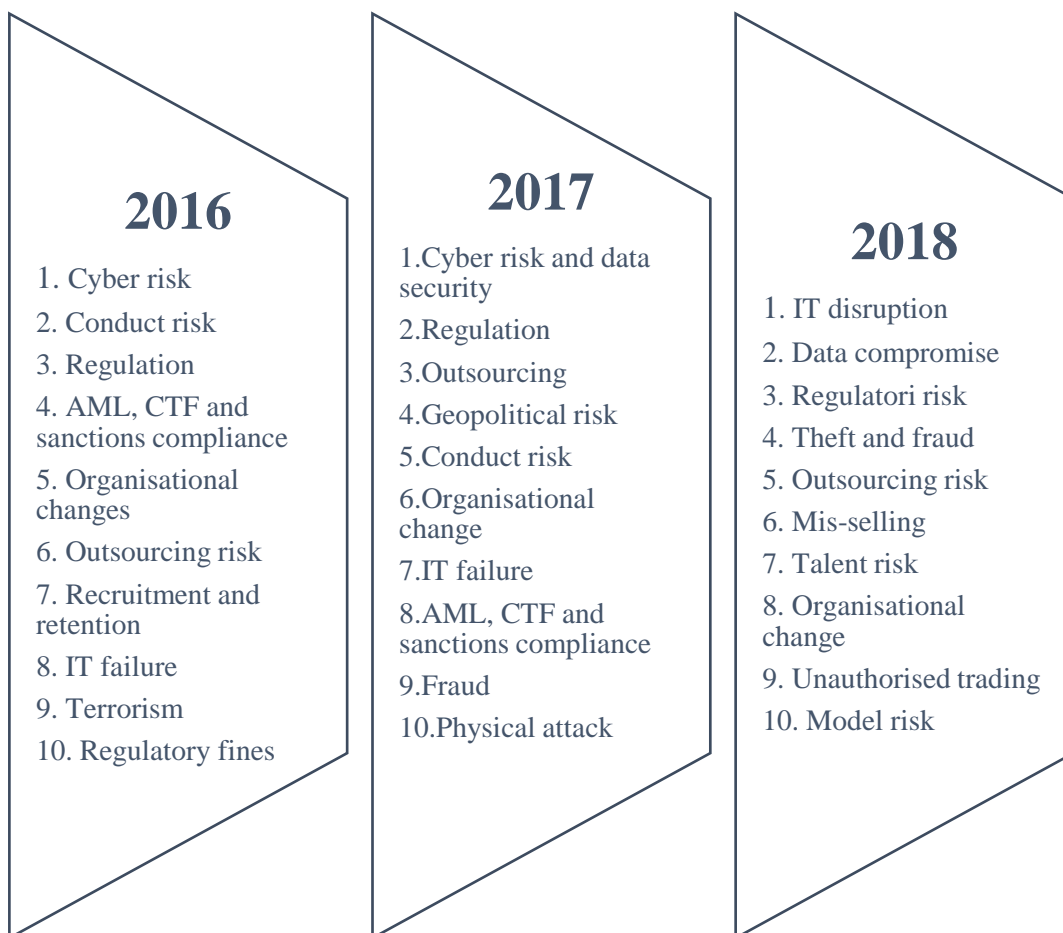 2016
1. Cyber risk
2. Conduct risk
3. Regulation
4. AML, CTF and
sanctions compliance
5. Organisational
changes
6. Outsourcing risk
7. Recruitment and
retention
8. IT failure
9. Terrorism
10. Regulatory fines
2017
1.Cyber risk and data
security
2.Regulation
3.Outsourcing
4.Geopolitical risk
5.Conduct risk
6.Organisational
change
7.IT failure
8.AML, CTF and
sanctions compliance
9.Fraud
10.Physical attack
2018
1. IT disruption
2. Data compromise
3. Regulatori risk
4. Theft and fraud
5. Outsourcing risk
6. Mis-selling
7. Talent risk
8. Organisational
change
9. Unauthorised trading
10. Model risk